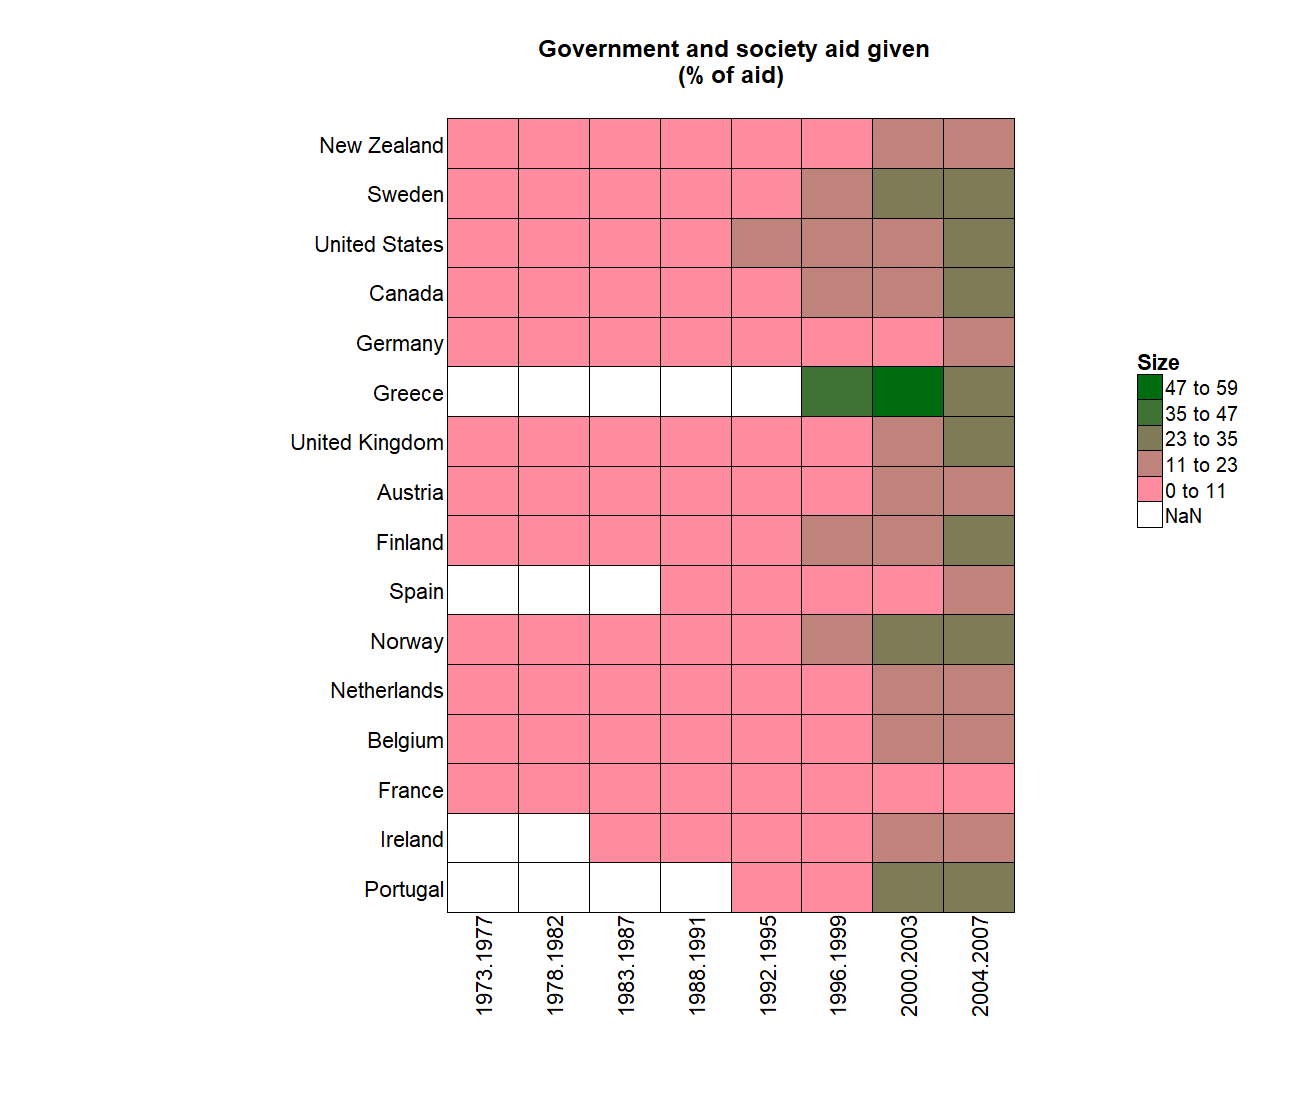 Government and society aid given
(% of aid)
New Zealand
Sweden
United States
Canada
Germany
Greece
United Kingdom
Austria
Finland
Spain
Norway
Netherlands
Belgium
France
Ireland
Portugal
1973.1977
1978.1982
1983.1987
1988.1991
1992.1995
1996.1999
2000.2003
2004.2007
Size
47 to 59
35 to 47
23 to 35
11 to 23
0 to 11
NaN